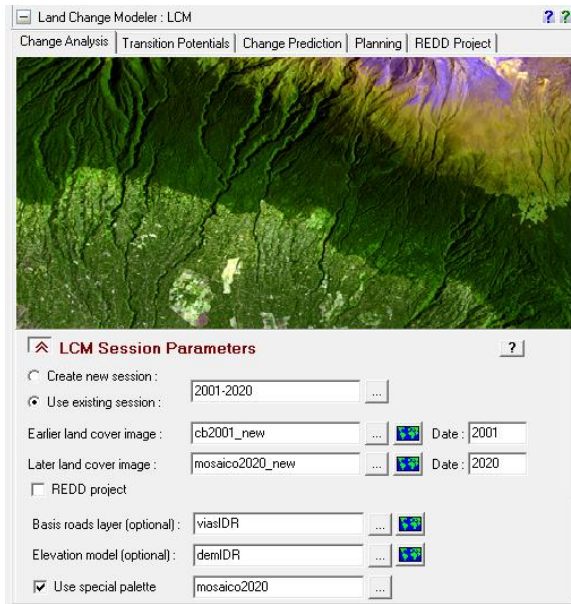 Land Change Modeler : LCM ? ?
Change Analysis Transition Potentials Change Prediction Planning REDD Project
LCM Session Parameters ?
Create new session :
2001-2020 ...
Use existing session :
Earlier land cover image : cb2001_new ... Date : 2001
Later land cover image : mosaico2020_new ... Date : 2020
REDD project
Basis roads layer (optional) : viasIDR ...
Elevation model (optional) : demIDR ...
Use special palette mosaico2020 ...